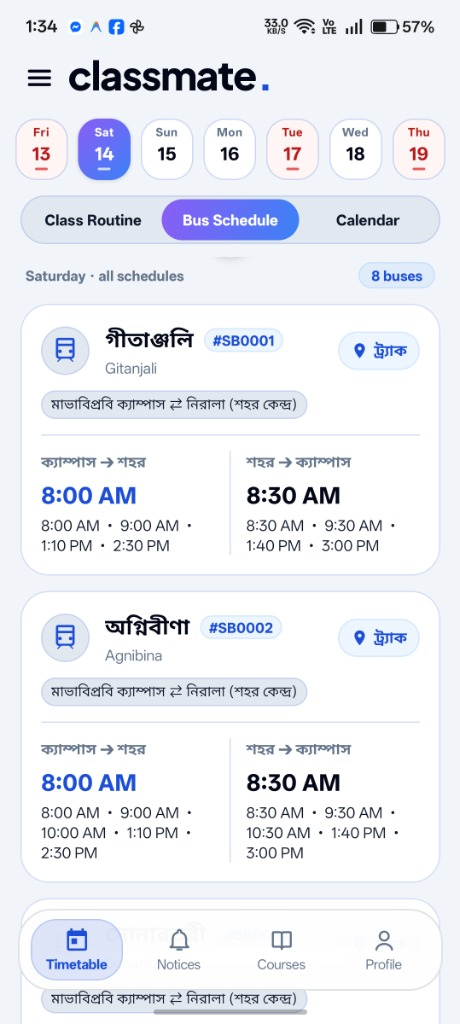 1:34 33.0 KB/S Vo LTE 57%
classmate.
Fri Sat Sun Mon Tue Wed Thu
13 14 15 16 17 18 19
Class Routine Bus Schedule Calendar
Saturday · all schedules 8 buses
গীতাঞ্জলি #SB0001 ট্র্যাক
Gitanjali
মাভাবিপ্রবি ক্যাম্পাস ⇄ নিরালা (শহর কেন্দ্র)
ক্যাম্পাস → শহর শহর → ক্যাম্পাস
8:00 AM 8:30 AM
8:00 AM • 9:00 AM • 8:30 AM • 9:30 AM •
1:10 PM • 2:30 PM 1:40 PM • 3:00 PM
অগ্নিবীণা #SB0002 ট্র্যাক
Agnibina
মাভাবিপ্রবি ক্যাম্পাস ⇄ নিরালা (শহর কেন্দ্র)
ক্যাম্পাস → শহর শহর → ক্যাম্পাস
8:00 AM 8:30 AM
8:00 AM • 9:00 AM • 8:30 AM • 9:30 AM •
10:00 AM • 1:10 PM • 10:30 AM • 1:40 PM •
2:30 PM 3:00 PM
Timetable Notices Courses Profile
মাভাবিপ্রবি ক্যাম্পাস ⇄ নিরালা (শহর কেন্দ্র)